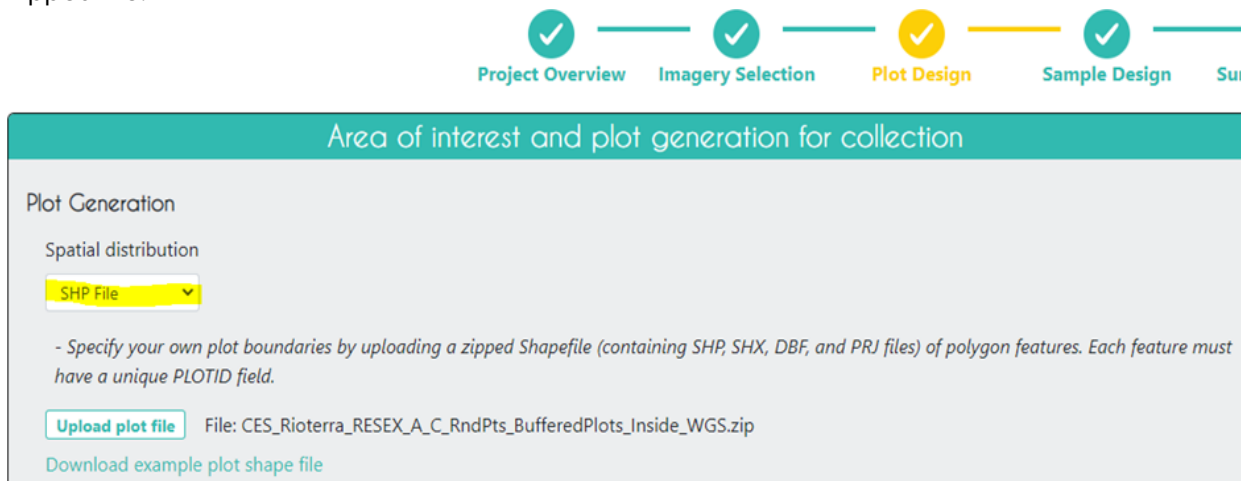 Project Overview
Imagery Selection
Plot Design
Sample Design
Area of interest and plot generation for collection
Plot Generation
Spatial distribution
SHP File
- Specify your own plot boundaries by uploading a zipped Shapefile (containing SHP, SHX, DBF, and PRJ files) of polygon features. Each feature must
have a unique PLOTID field.
Upload plot file File: CES_Rioterra_RESEX_A_C_RndPts_BufferedPlots_Inside_WGS.zip
Download example plot shape file